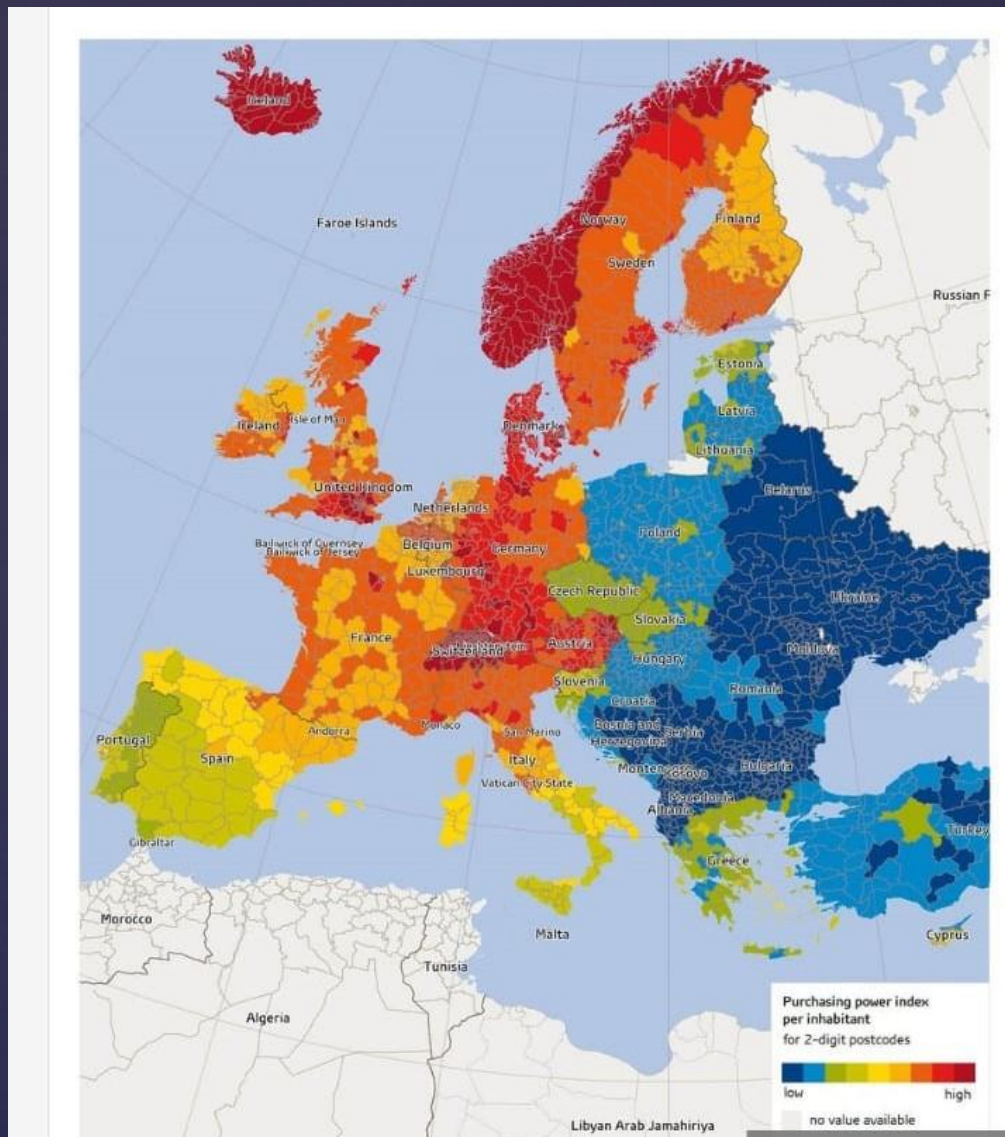 Iceland
Faroe Islands
Norway
Finland
Sweden
Russian F
Estonia
Latvia
Lithuania
Isle of Man
Ireland
Denmark
United Kingdom
Belarus
Netherlands
Poland
Bailiwick of Guernsey
Bailiwick of Jersey
Belgium
Germany
Luxembourg
Czech Republic
Ukraine
Slovakia
France
Switzerland
Austria
Moldova
Hungary
Slovenia
Romania
Croatia
Andorra
Monaco
San Marino
Bosnia and
Herzegovina
Serbia
Portugal
Spain
Italy
Montenegro
Kosovo
Bulgaria
Vatican City State
Macedonia
Albania
Turkey
Gibraltar
Greece
Morocco
Malta
Cyprus
Tunisia
Algeria
Purchasing power index
per inhabitant
for 2-digit postcodes
low
high
no value available
Libyan Arab Jamahiriya